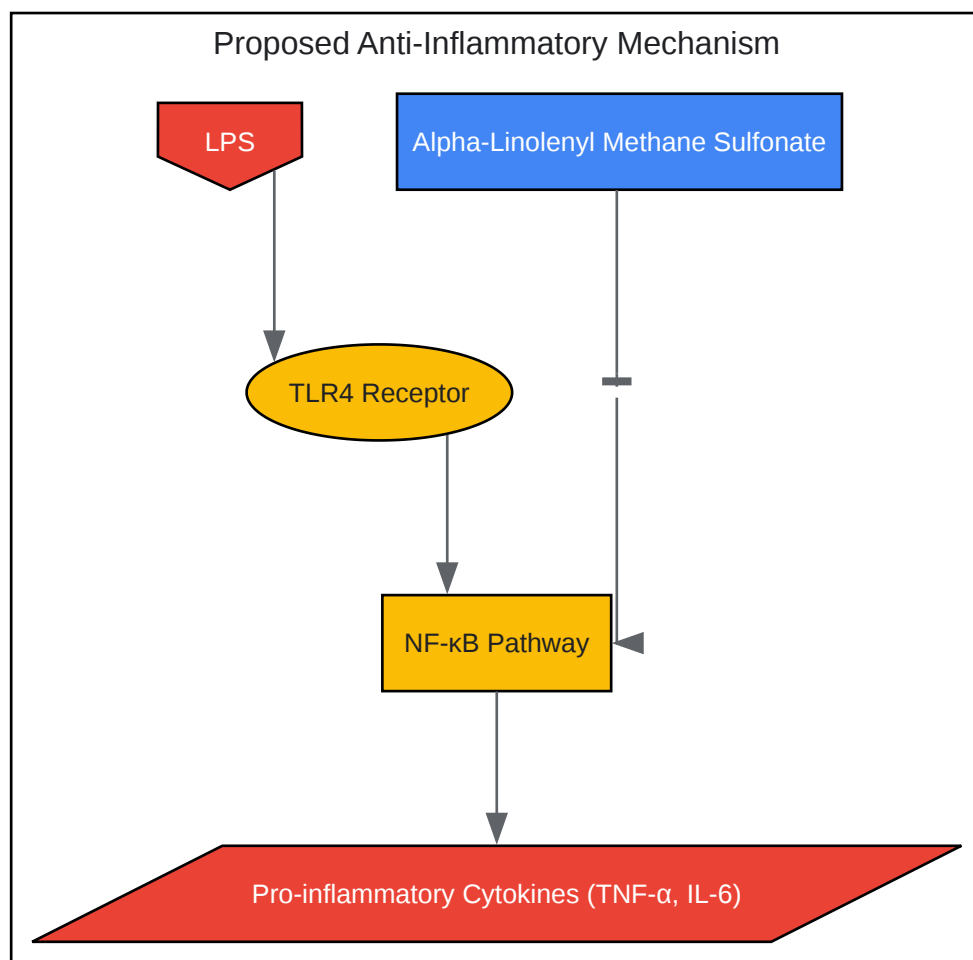 Proposed Anti-Inflammatory Mechanism
LPS
Alpha-Linolenyl Methane Sulfonate
TLR4 Receptor
NF-κB Pathway
Pro-inflammatory Cytokines (TNF-α, IL-6)